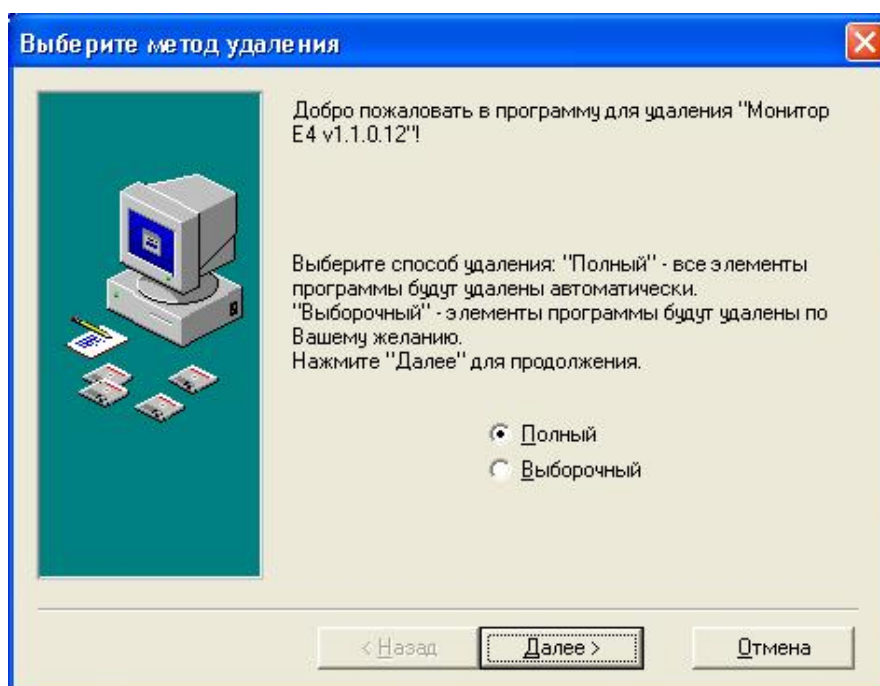 Выберите метод удаления
Добро пожаловать в программу для удаления "Монитор
Е4 v1.1.0.12"!
Выберите способ удаления: "Полный" - все элементы
программы будут удалены автоматически.
"Выборочный" - элементы программы будут удалены по
Вашему желанию.
Нажмите "Далее" для продолжения.
Полный
Выборочный
< Назад
Далее >
Отмена